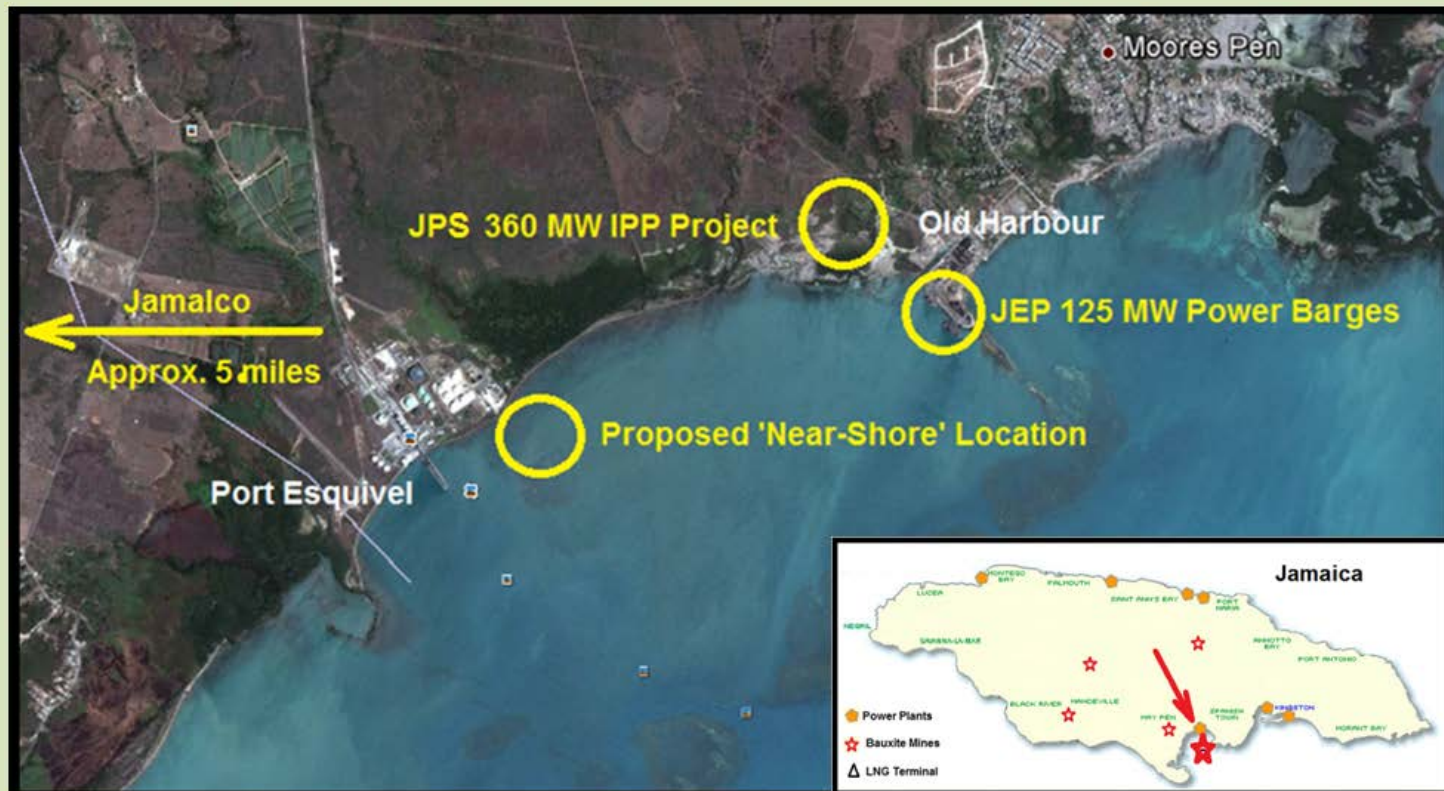 Moores Pen
JPS 360 MW IPP Project
Old Harbour
Jamalco
JEP 125 MW Power Barges
Approx. 5 miles
Proposed 'Near-Shore' Location
Port Esquivel
Jamaica
MONTEGO
BAY
FALMOUTH
LUCEA
SAINT ANN'S BAY
PORT
MARIA
NEGRIL
SAVANNA-LA-MAR
ANNOTTO
BAY
PORT ANTONIO
BLACK RIVER
MANDEVILLE
MAY PEN
SPANISH
TOWN
KINGSTON
MORANT BAY
Power Plants
Bauxite Mines
LNG Terminal